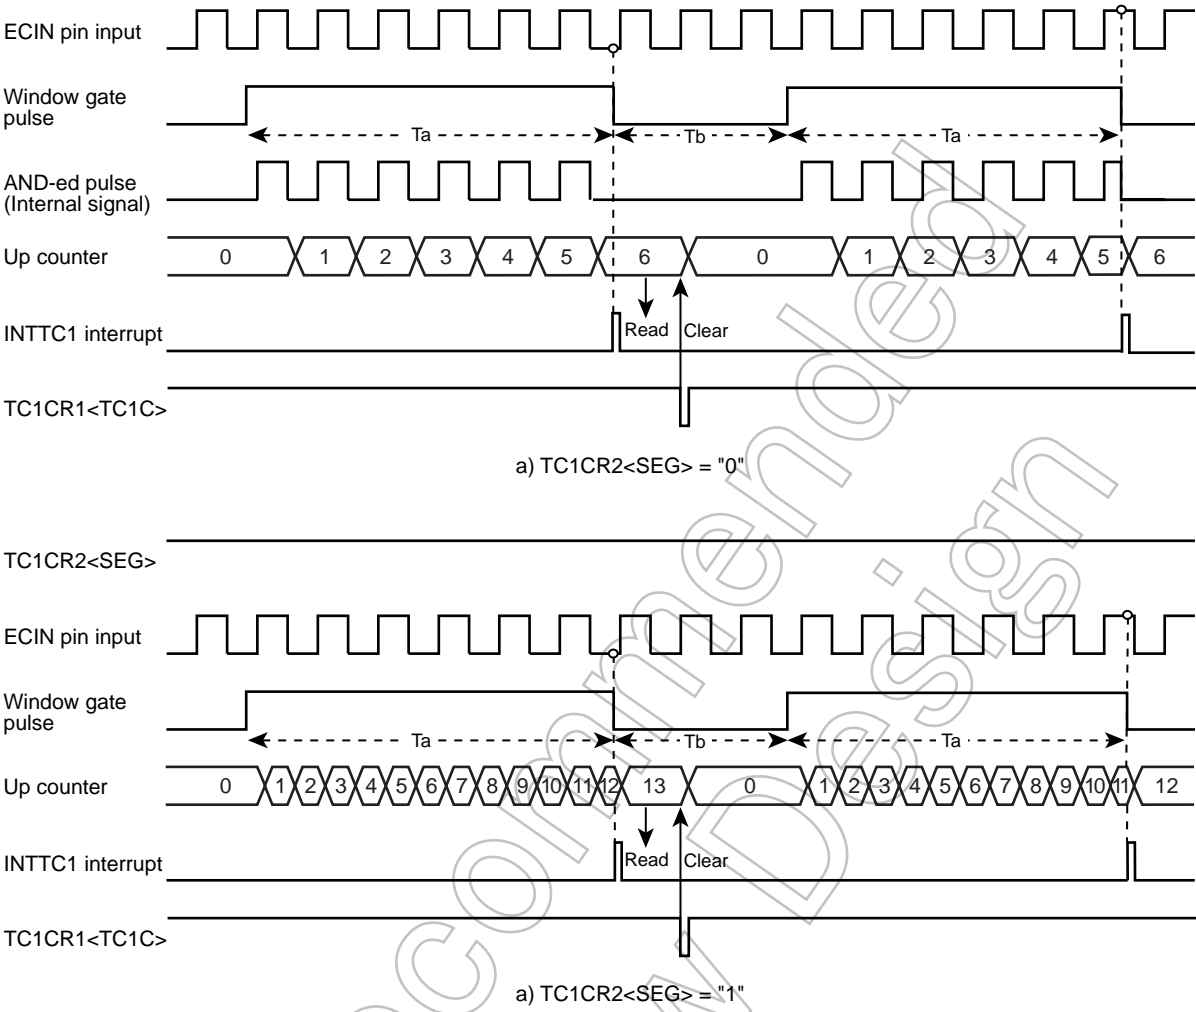 ECIN pin input
Window gate
pulse
Ta
Tb
Ta
AND-ed pulse
(Internal signal)
Up counter
0 1 2 3 4 5 6 0 1 2 3 4 5 6
INTTC1 interrupt
Read
Clear
TC1CR1<TC1C>
a) TC1CR2<SEG> = "0"
TC1CR2<SEG>
ECIN pin input
Window gate
pulse
Ta
Tb
Ta
Up counter
0 1 2 3 4 5 6 7 8 9 10 11 12 13 0 1 2 3 4 5 6 7 8 9 10 11 12
INTTC1 interrupt
Read
Clear
TC1CR1<TC1C>
a) TC1CR2<SEG> = "1"
ecommended
w Design